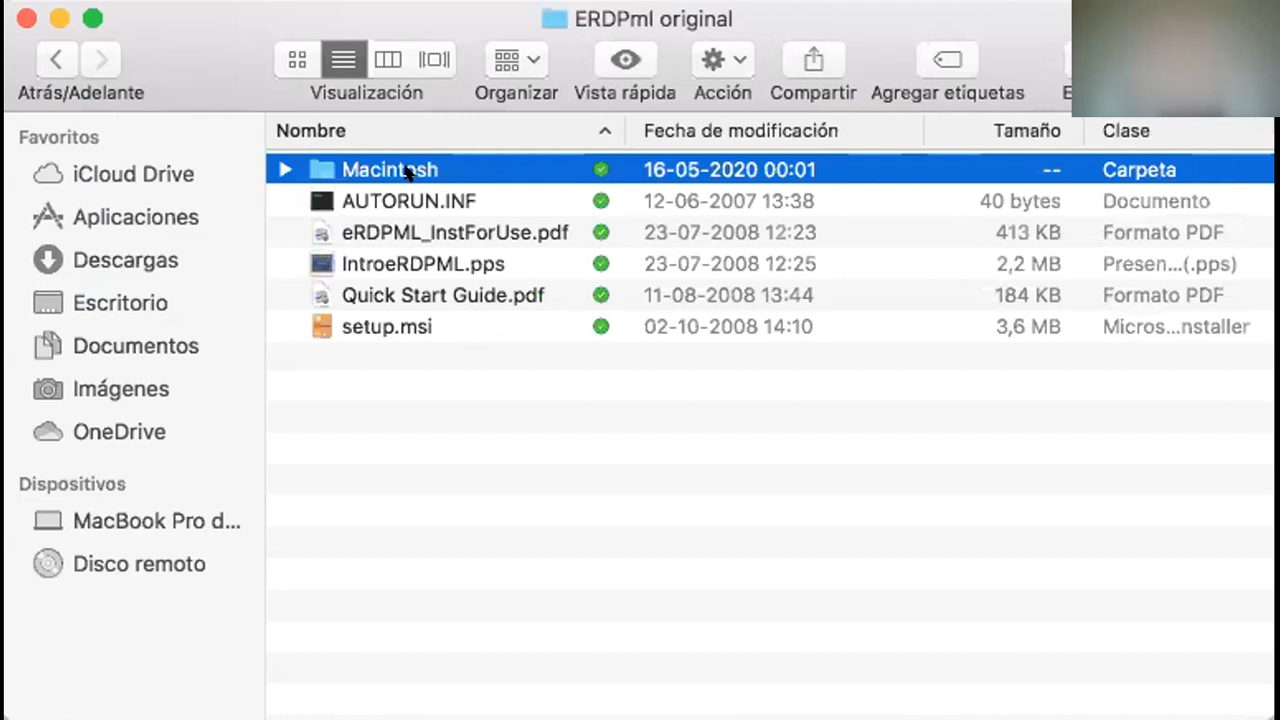 ERDPml original
Atrás/Adelante
Visualización
Organizar
Vista rápida
Acción
Compartir
Agregar etiquetas
Favoritos
iCloud Drive
Aplicaciones
Descargas
Escritorio
Documentos
Imágenes
OneDrive
Dispositivos
MacBook Pro d...
Disco remoto
Nombre Fecha de modificación Tamaño Clase
Macintosh 16-05-2020 00:01 -- Carpeta
AUTORUN.INF 12-06-2007 13:38 40 bytes Documento
eRDPML_InstForUse.pdf 23-07-2008 12:23 413 KB Formato PDF
IntroeRDPML.pps 23-07-2008 12:25 2,2 MB Presen...(.pps)
Quick Start Guide.pdf 11-08-2008 13:44 184 KB Formato PDF
setup.msi 02-10-2008 14:10 3,6 MB Micros...nstaller